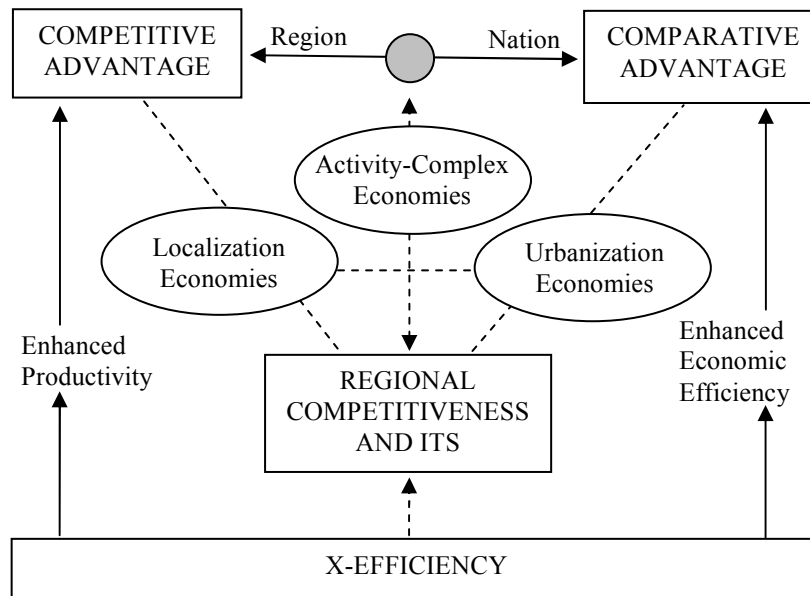 COMPETITIVE
ADVANTAGE
Region
Nation
COMPARATIVE
ADVANTAGE
Activity-Complex
Economies
Localization
Economies
Urbanization
Economies
Enhanced
Productivity
Enhanced
Economic
Efficiency
REGIONAL
COMPETITIVENESS
AND ITS
X-EFFICIENCY